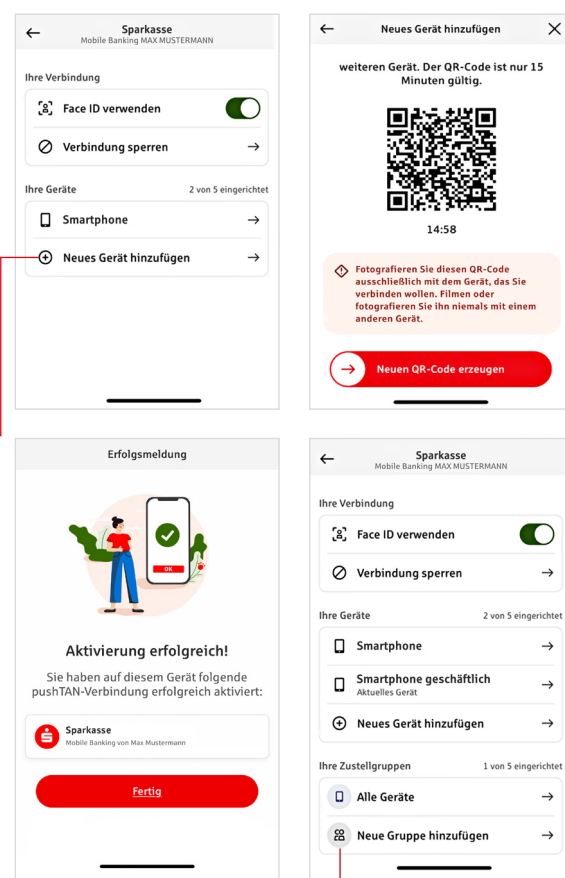 Sparkasse
Mobile Banking MAX MUSTERMANN
Ihre Verbindung
Face ID verwenden
Verbindung sperren
Ihre Geräte
2 von 5 eingerichtet
Smartphone
Neues Gerät hinzufügen
Neues Gerät hinzufügen
weiteren Gerät. Der QR-Code ist nur 15
Minuten gültig.
14:58
Fotografieren Sie diesen QR-Code
ausschließlich mit dem Gerät, das Sie
verbinden wollen. Filmen oder
fotografieren Sie ihn niemals mit einem
anderen Gerät.
Neuen QR-Code erzeugen
Erfolgsmeldung
OK
Aktivierung erfolgreich!
Sie haben auf diesem Gerät folgende
pushTAN-Verbindung erfolgreich aktiviert:
Sparkasse
Mobile Banking von Max Mustermann
Fertig
Sparkasse
Mobile Banking MAX MUSTERMANN
Ihre Verbindung
Face ID verwenden
Verbindung sperren
Ihre Geräte
2 von 5 eingerichtet
Smartphone
Smartphone geschäftlich
Aktuelles Gerät
Neues Gerät hinzufügen
Ihre Zustellgruppen
1 von 5 eingerichtet
Alle Geräte
Neue Gruppe hinzufügen